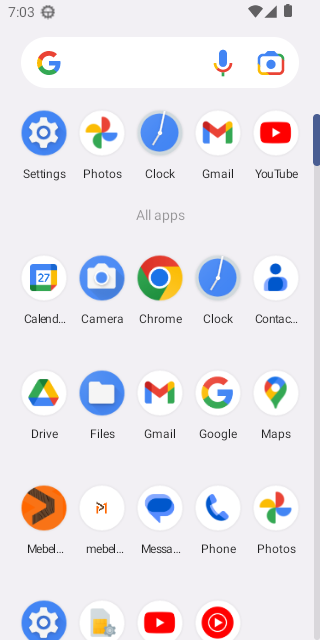 7:03
Settings Photos Clock Gmail YouTube
All apps
27
Calend... Camera Chrome Clock Contac...
Drive Files Gmail Google Maps
Mebel... mebel... Messa... Phone Photos